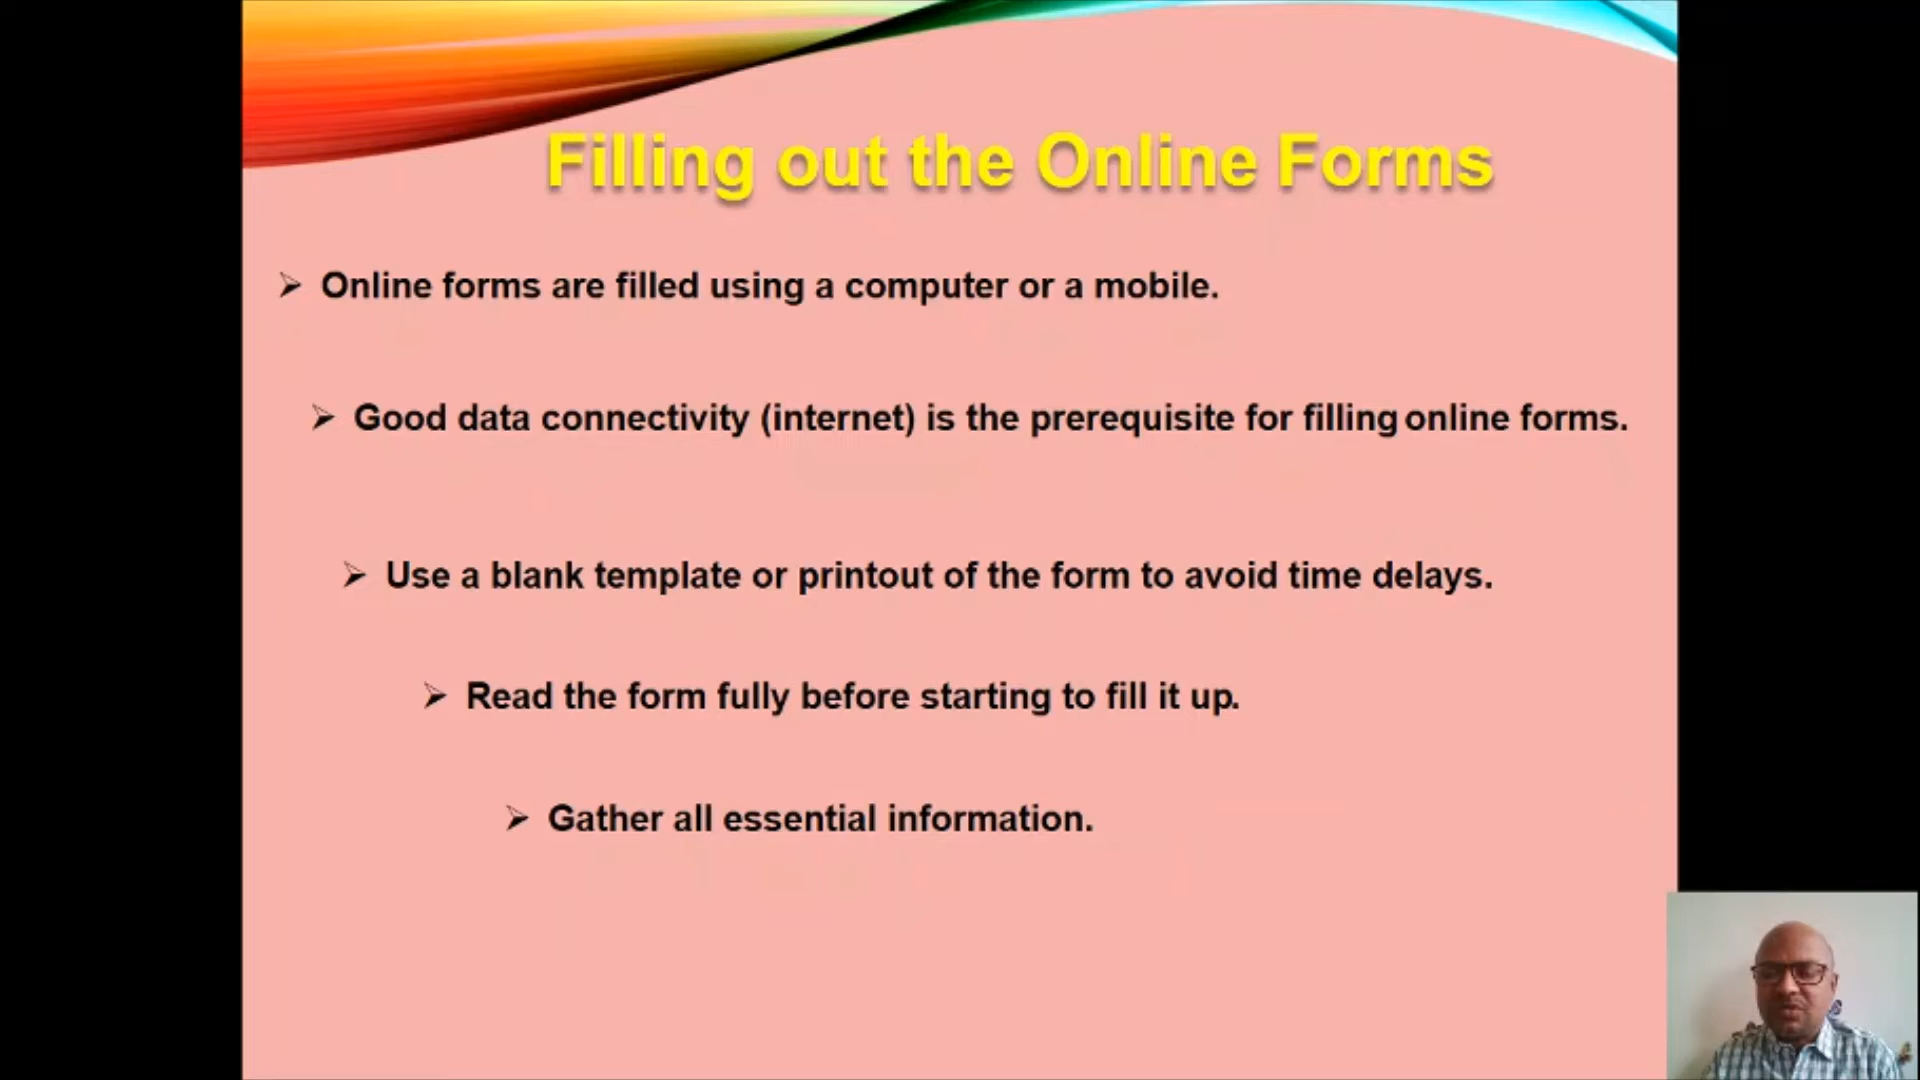 Filling out the Online Forms
Online forms are filled using a computer or a mobile.
Good data connectivity (internet) is the prerequisite for filling online forms.
Use a blank template or printout of the form to avoid time delays.
Read the form fully before starting to fill it up.
Gather all essential information.